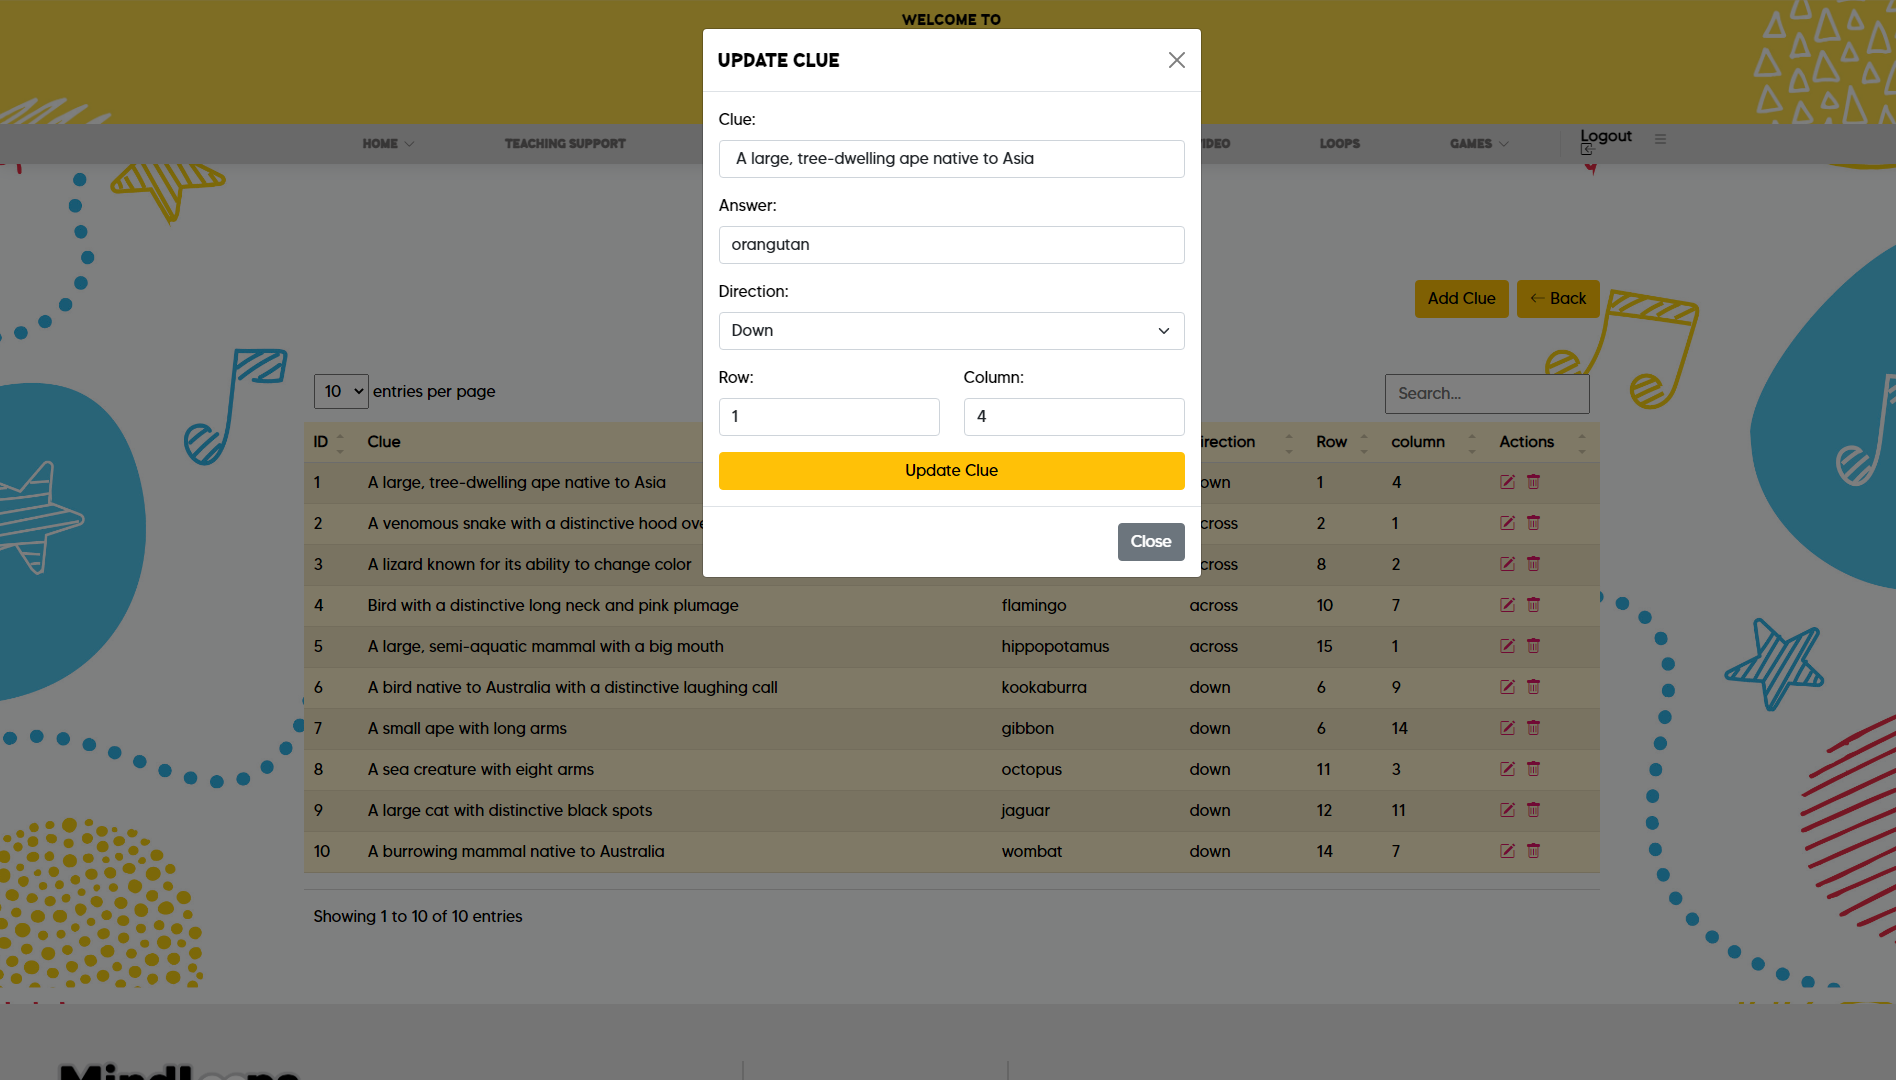 WELCOME TO
HOME
TEACHING SUPPORT
LOOPS
GAMES
Logout
UPDATE CLUE
Clue:
A large, tree-dwelling ape native to Asia
Answer:
orangutan
Direction:
Down
Row:
Column:
1
4
Update Clue
Close
Add Clue
← Back
10 entries per page
Search...
ID Clue irection Row column Actions
1 A large, tree-dwelling ape native to Asia own 1 4
2 A venomous snake with a distinctive hood ove cross 2 1
3 A lizard known for its ability to change color cross 8 2
4 Bird with a distinctive long neck and pink plumage flamingo across 10 7
5 A large, semi-aquatic mammal with a big mouth hippopotamus across 15 1
6 A bird native to Australia with a distinctive laughing call kookaburra down 6 9
7 A small ape with long arms gibbon down 6 14
8 A sea creature with eight arms octopus down 11 3
9 A large cat with distinctive black spots jaguar down 12 11
10 A burrowing mammal native to Australia wombat down 14 7
Showing 1 to 10 of 10 entries
Mindloops